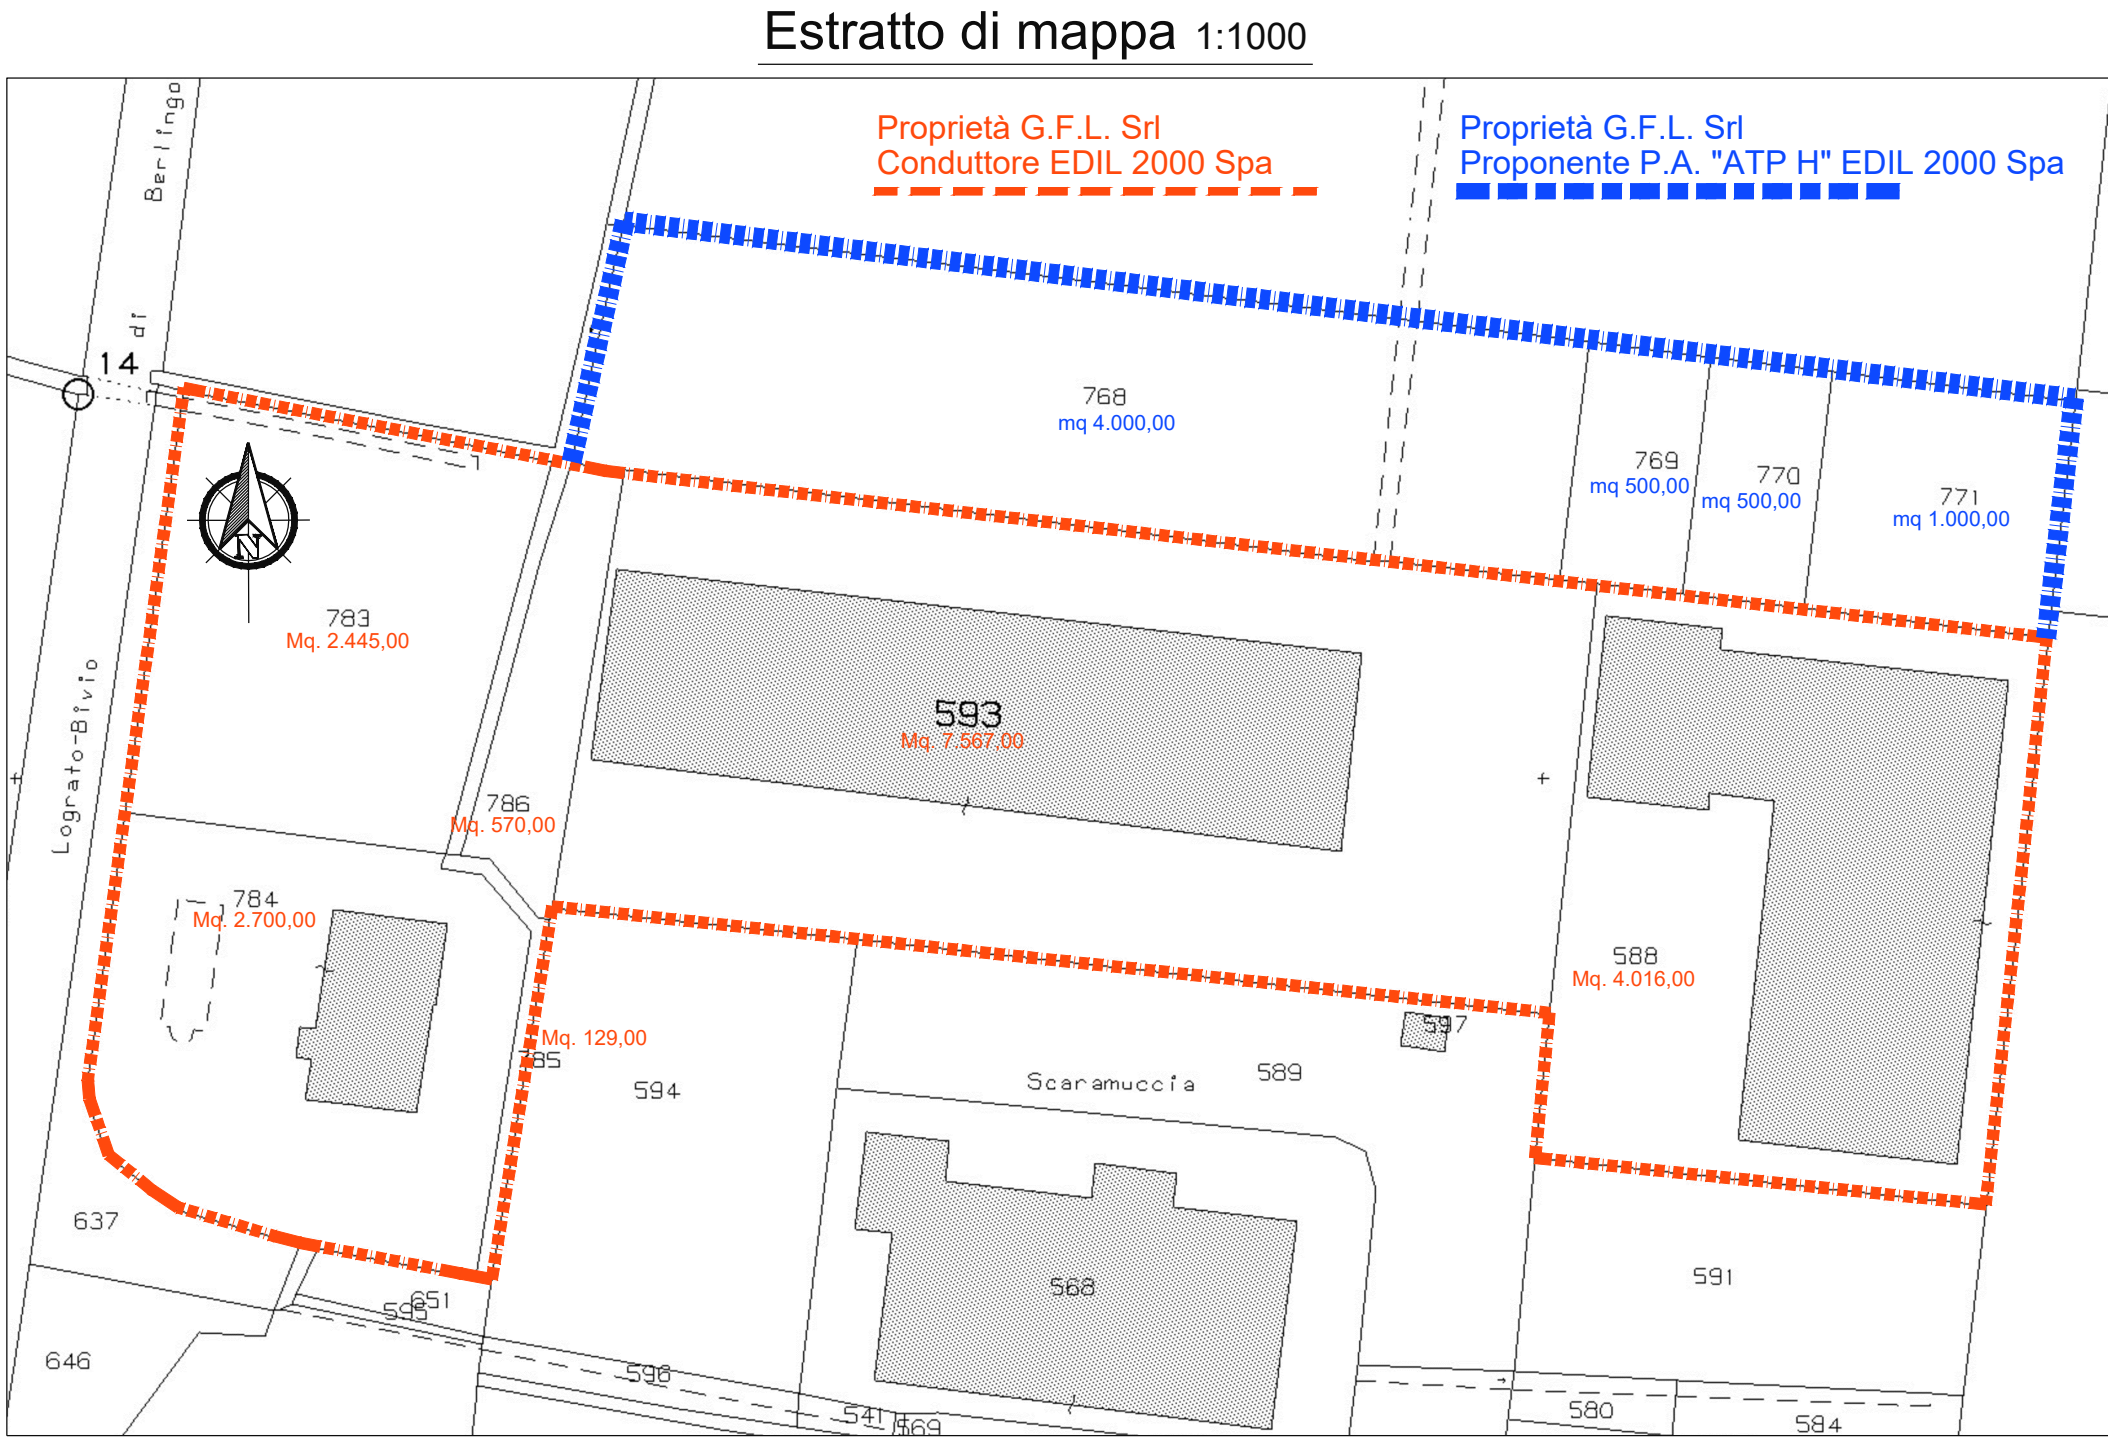 Estratto di mappa 1:1000
Berlingo
di
Lograto-Bivio
Proprietà G.F.L. Srl
Conduttore EDIL 2000 Spa
Proprietà G.F.L. Srl
Proponente P.A. "ATP H" EDIL 2000 Spa
14
768
mq 4.000,00
769
mq 500,00
770
mq 500,00
771
mq 1.000,00
N
783
Mq. 2.445,00
593
Mq. 7.567,00
786
Mq. 570,00
784
Mq. 2.700,00
588
Mq. 4.016,00
Mq. 129,00
785
594
597
589
Scaramuccia
637
651
595
568
591
646
596
541
569
580
584